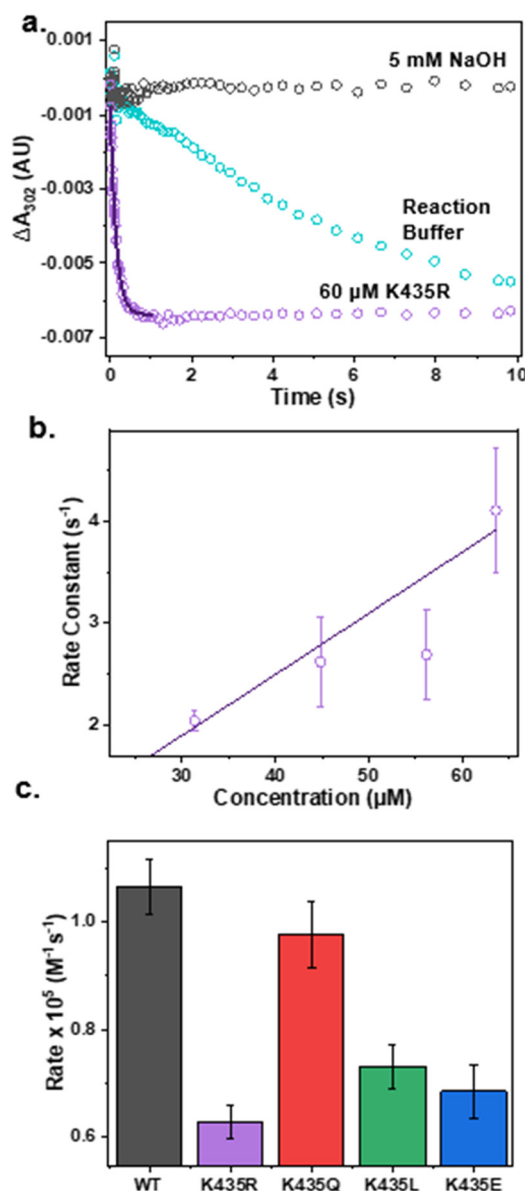 a.
0.001
-0.001
-0.003
-0.005
-0.007
ΔA302 (AU)
5 mM NaOH
Reaction
Buffer
60 µM K435R
0 2 4 6 8 10
Time (s)
b.
4
3
2
Rate Constant (s⁻¹)
30 40 50 60
Concentration (µM)
c.
1.0
0.8
0.6
Rate x 10⁵ (M⁻¹s⁻¹)
WT K435R K435Q K435L K435E